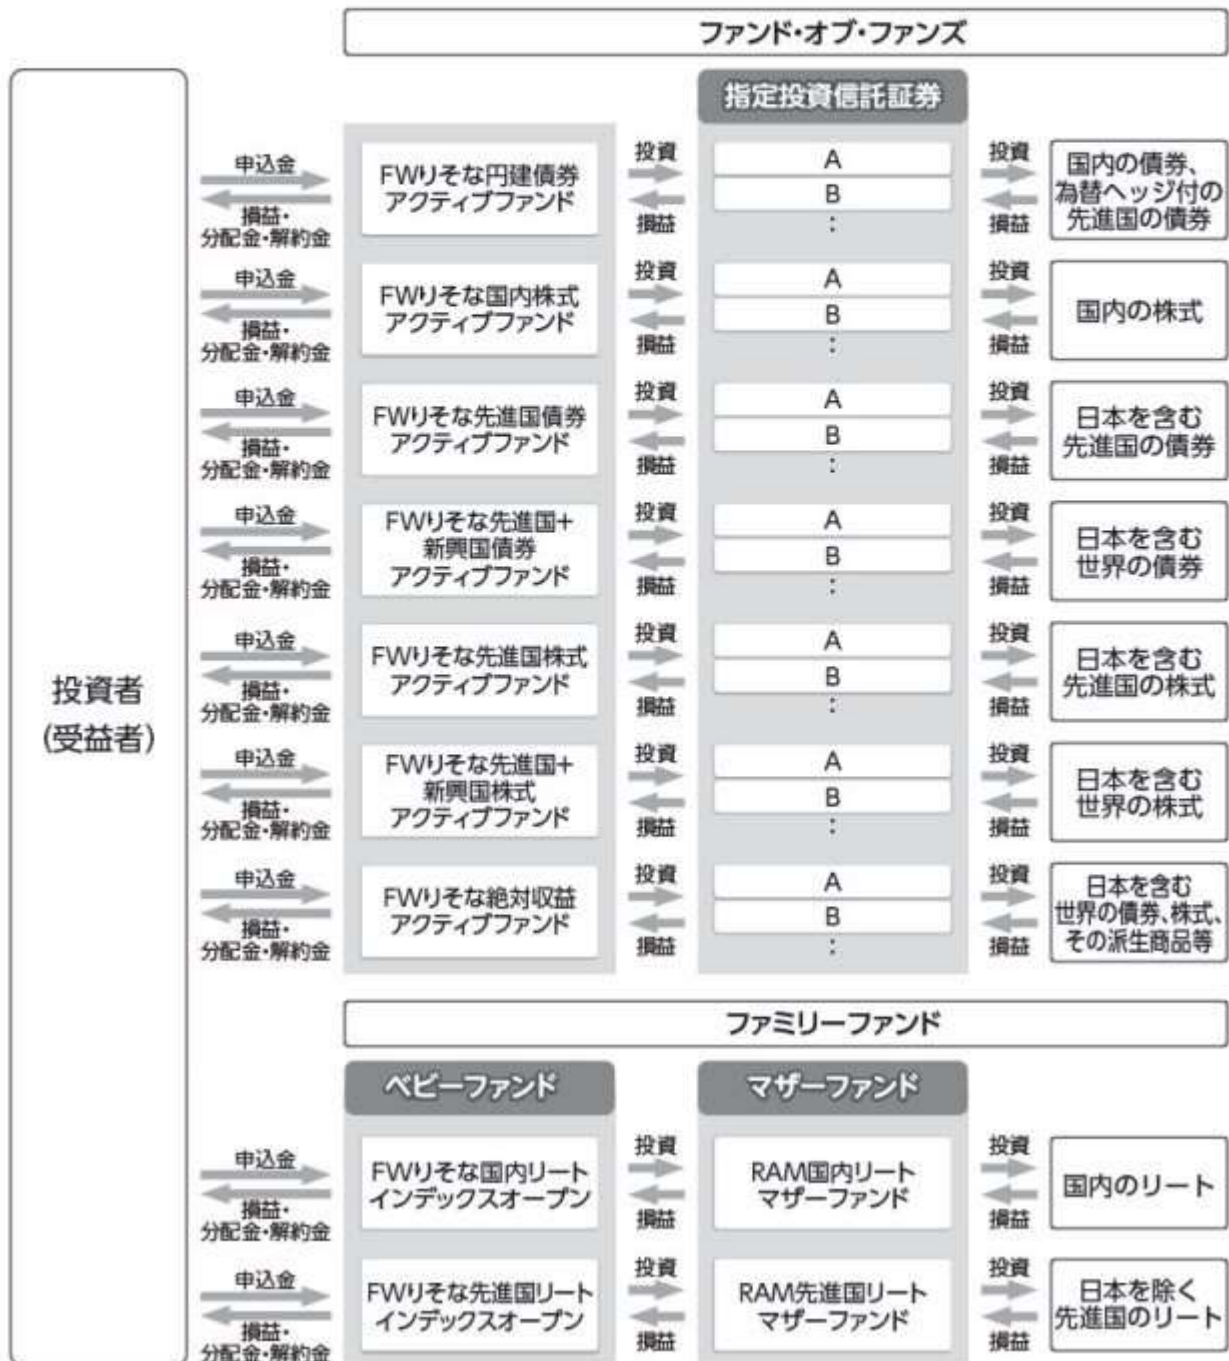 ファンド・オブ・ファンズ
指定投資信託証券
投資者
(受益者)
申込金
損益・
分配金・解約金
FWりそな円建債券
アクティブファンド
投資
損益
A
B
:
投資
損益
国内の債券、
為替ヘッジ付の
先進国の債券
申込金
損益・
分配金・解約金
FWりそな国内株式
アクティブファンド
投資
損益
A
B
:
投資
損益
国内の株式
申込金
損益・
分配金・解約金
FWりそな先進国債券
アクティブファンド
投資
損益
A
B
:
投資
損益
日本を含む
先進国の債券
申込金
損益・
分配金・解約金
FWりそな先進国+
新興国債券
アクティブファンド
投資
損益
A
B
:
投資
損益
日本を含む
世界の債券
申込金
損益・
分配金・解約金
FWりそな先進国株式
アクティブファンド
投資
損益
A
B
:
投資
損益
日本を含む
先進国の株式
申込金
損益・
分配金・解約金
FWりそな先進国+
新興国株式
アクティブファンド
投資
損益
A
B
:
投資
損益
日本を含む
世界の株式
申込金
損益・
分配金・解約金
FWりそな絶対収益
アクティブファンド
投資
損益
A
B
:
投資
損益
日本を含む
世界の債券、株式、
その派生商品等
ファミリーファンド
ベビーファンド
マザーファンド
申込金
損益・
分配金・解約金
FWりそな国内リート
インデックスオープン
投資
損益
RAM国内リート
マザーファンド
投資
損益
国内のリート
申込金
損益・
分配金・解約金
FWりそな先進国リート
インデックスオープン
投資
損益
RAM先進国リート
マザーファンド
投資
損益
日本を除く
先進国のリート